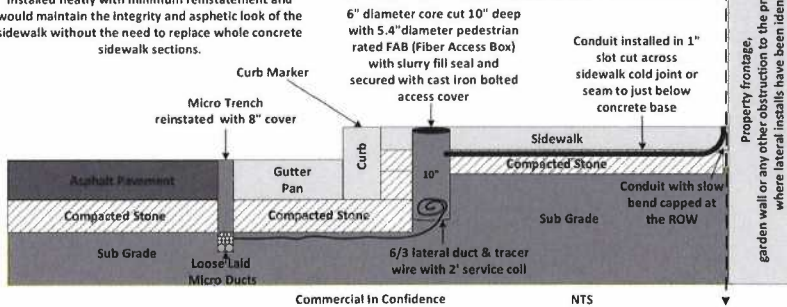 installed neatly with minimum reinstatement and
would maintain the integrity and asphetic look of the
sidewalk without the need to replace whole concrete
sidewalk sections.
6" diameter core cut 10" deep
with 5.4"diameter pedestrian
rated FAB (Fiber Access Box)
with slurry fill seal and
secured with cast iron bolted
access cover
Conduit installed in 1"
slot cut across
sidewalk cold joint or
seam to just below
concrete base
Curb Marker
Micro Trench
reinstated with 8" cover
Property frontage,
garden wall or any other obstruction to the pr
where lateral installs have been iden
Asphalt Pavement
Gutter
Pan
Curb
10"
Sidewalk
Compacted Stone
Compacted Stone
Compacted Stone
Conduit with slow
bend capped at
the ROW
Sub Grade
Sub Grade
Loose Laid
Micro Ducts
6/3 lateral duct & tracer
wire with 2' service coil
Commercial In Confidence
NTS